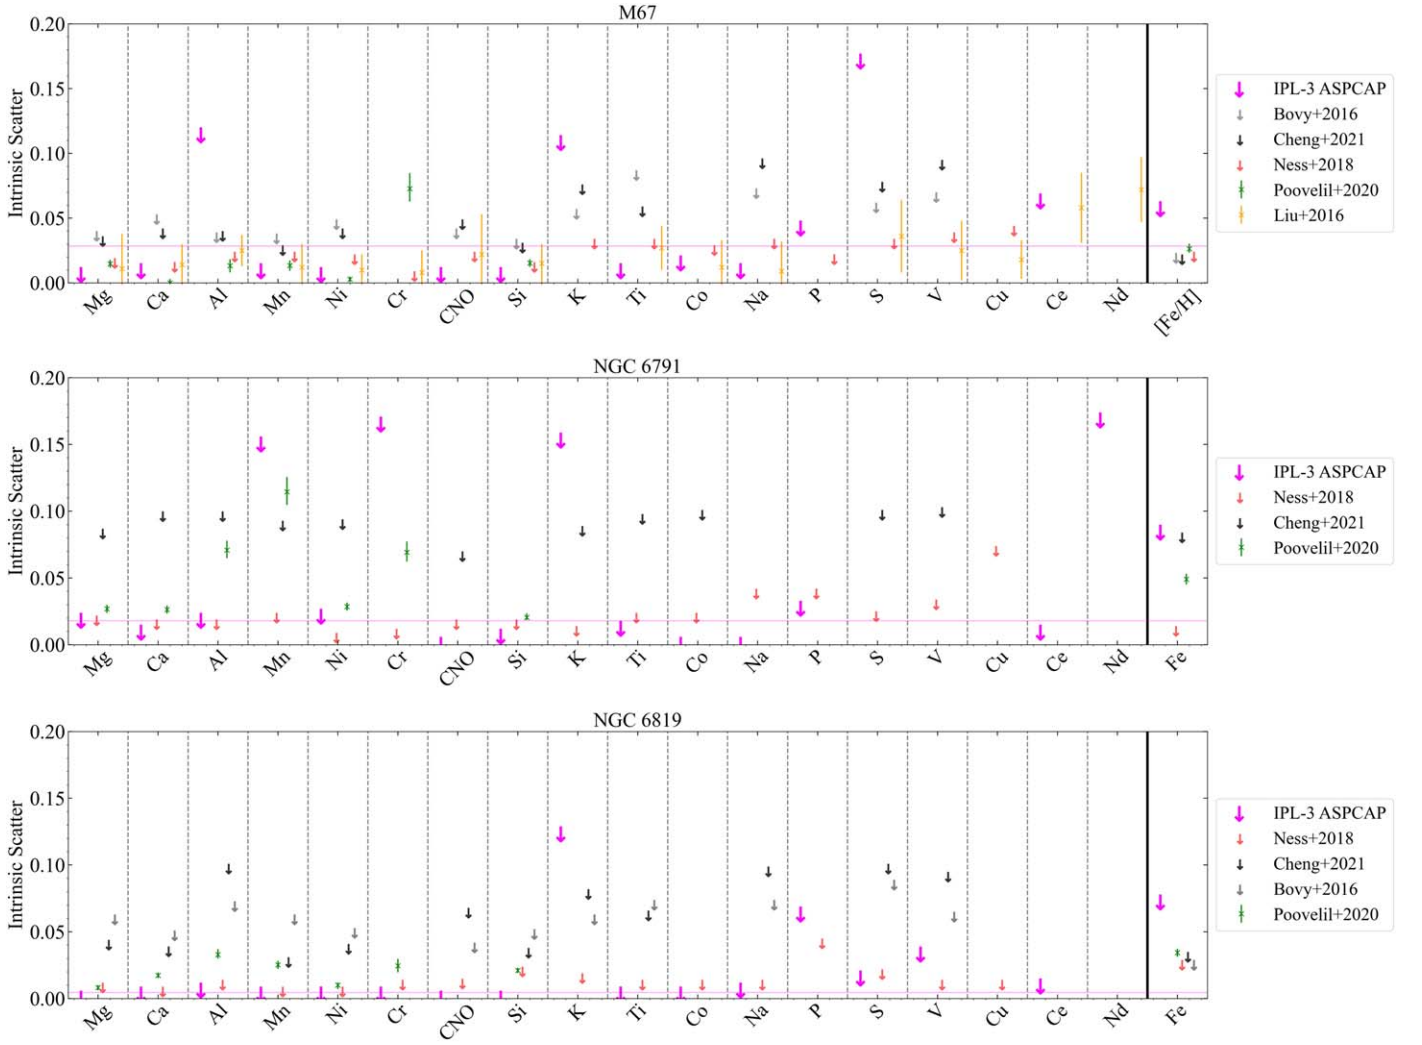 M67
Intrinsic Scatter
0.20
0.15
0.10
0.05
0.00
Mg Ca Al Mn Ni Cr CNO Si K Ti Co Na P S V Cu Ce Nd [Fe/H]
IPL-3 ASPCAP
Bovy+2016
Cheng+2021
Ness+2018
Poovelil+2020
Liu+2016
NGC 6791
Intrinsic Scatter
0.20
0.15
0.10
0.05
0.00
Mg Ca Al Mn Ni Cr CNO Si K Ti Co Na P S V Cu Ce Nd Fe
IPL-3 ASPCAP
Ness+2018
Cheng+2021
Poovelil+2020
NGC 6819
Intrinsic Scatter
0.20
0.15
0.10
0.05
0.00
Mg Ca Al Mn Ni Cr CNO Si K Ti Co Na P S V Cu Ce Nd Fe
IPL-3 ASPCAP
Ness+2018
Cheng+2021
Bovy+2016
Poovelil+2020